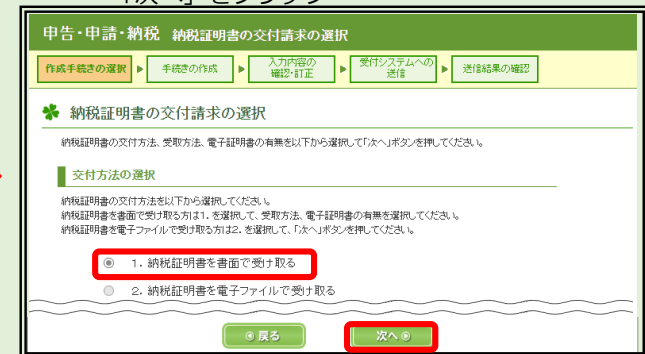 「次へ」をクリック
申告・申請・納税 納税証明書の交付請求の選択
作成手続きの選択 ▶ 手続きの作成 ▶ 入力内容の確認・訂正 ▶ 受付システムへの送信 ▶ 送信結果の確認
納税証明書の交付請求の選択
納税証明書の交付方法、受取方法、電子証明書の有無を以下から選択して「次へ」ボタンを押してください。
交付方法の選択
納税証明書の交付方法を以下から選択してください。
納税証明書を書面で受け取る方は1.を選択して、受取方法、電子証明書の有無を選択してください。
納税証明書を電子ファイルで受け取る方は2.を選択して、「次へ」ボタンを押してください。
1. 納税証明書を書面で受け取る
2. 納税証明書を電子ファイルで受け取る
戻る 次へ